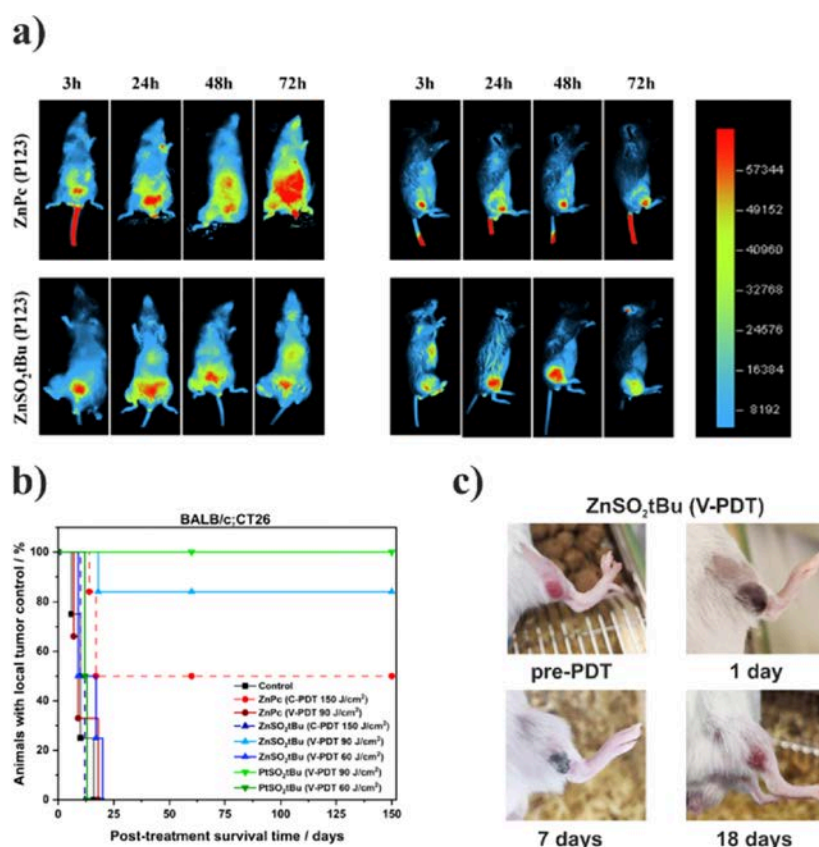 a)
3h 24h 48h 72h 3h 24h 48h 72h
ZnPc (P123)
ZnSO₂tBu (P123)
57344
49152
40960
32768
24576
16384
8192
b)
BALB/c;CT26
Animals with local tumor control / %
100
80
60
40
20
0
Control
ZnPc (C-PDT 150 J/cm²)
ZnPc (V-PDT 90 J/cm²)
ZnSO₂tBu (C-PDT 150 J/cm²)
ZnSO₂tBu (V-PDT 90 J/cm²)
ZnSO₂tBu (V-PDT 60 J/cm²)
PtSO₂tBu (V-PDT 90 J/cm²)
PtSO₂tBu (V-PDT 60 J/cm²)
0 25 50 75 100 125 150
Post-treatment survival time / days
c)
ZnSO₂tBu (V-PDT)
pre-PDT 1 day
7 days 18 days